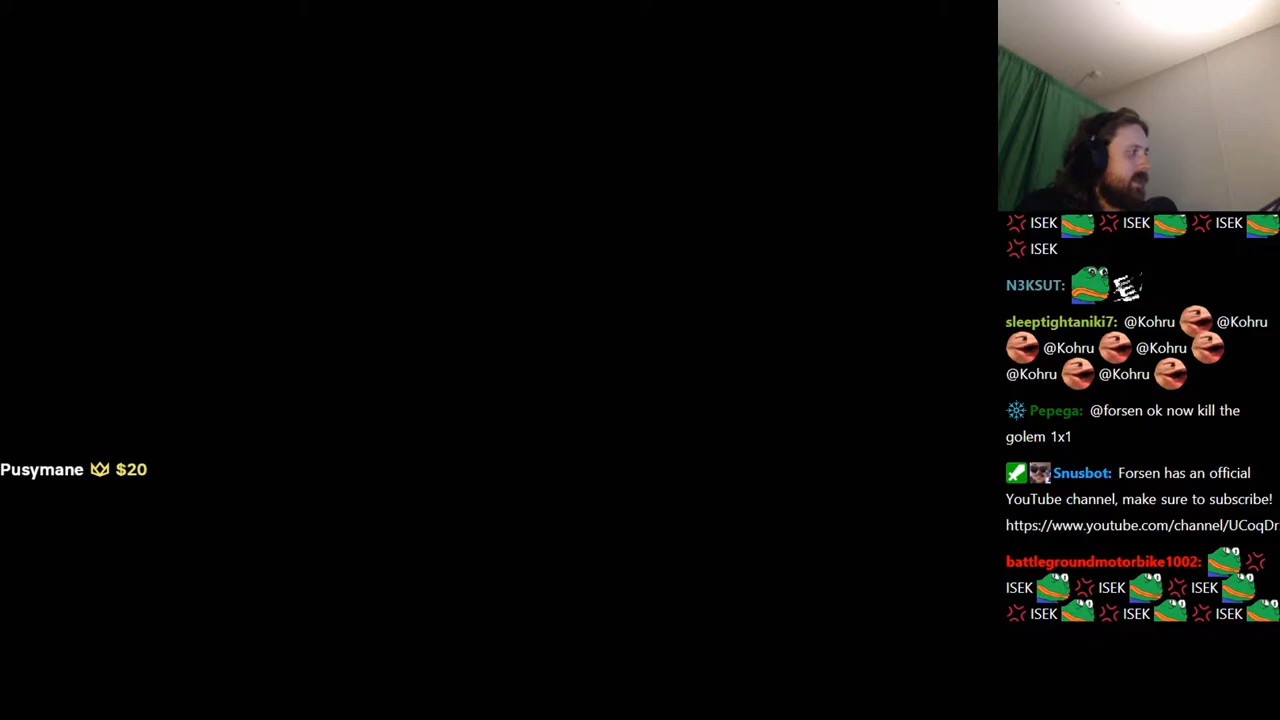 ISEK ISEK ISEK
ISEK
N3KSUT:
sleeptightaniki7: @Kohru @Kohru
@Kohru @Kohru
@Kohru @Kohru
Pepega: @forsen ok now kill the
golem 1x1
Pusymane $20
Snusbot: Forsen has an official
YouTube channel, make sure to subscribe!
https://www.youtube.com/channel/UCoqDr
battlegroundmotorbike1002:
ISEK ISEK ISEK
ISEK ISEK ISEK